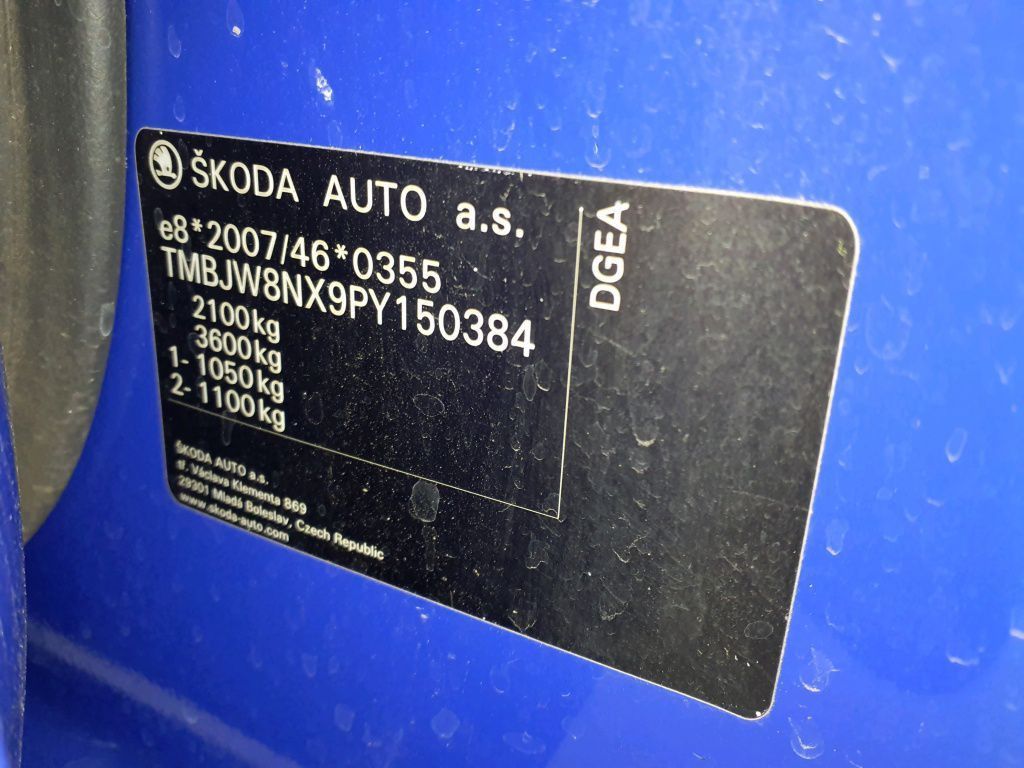 ŠKODA AUTO a.s.
e8*2007/46*0355
TMBJW8NX9PY150384
2100kg
3600kg
1- 1050kg
2- 1100kg
DGEA
ŠKODA AUTO a.s.
tř. Václava Klementa 869
29301 Mladá Boleslav, Czech Republic
www.skoda-auto.com